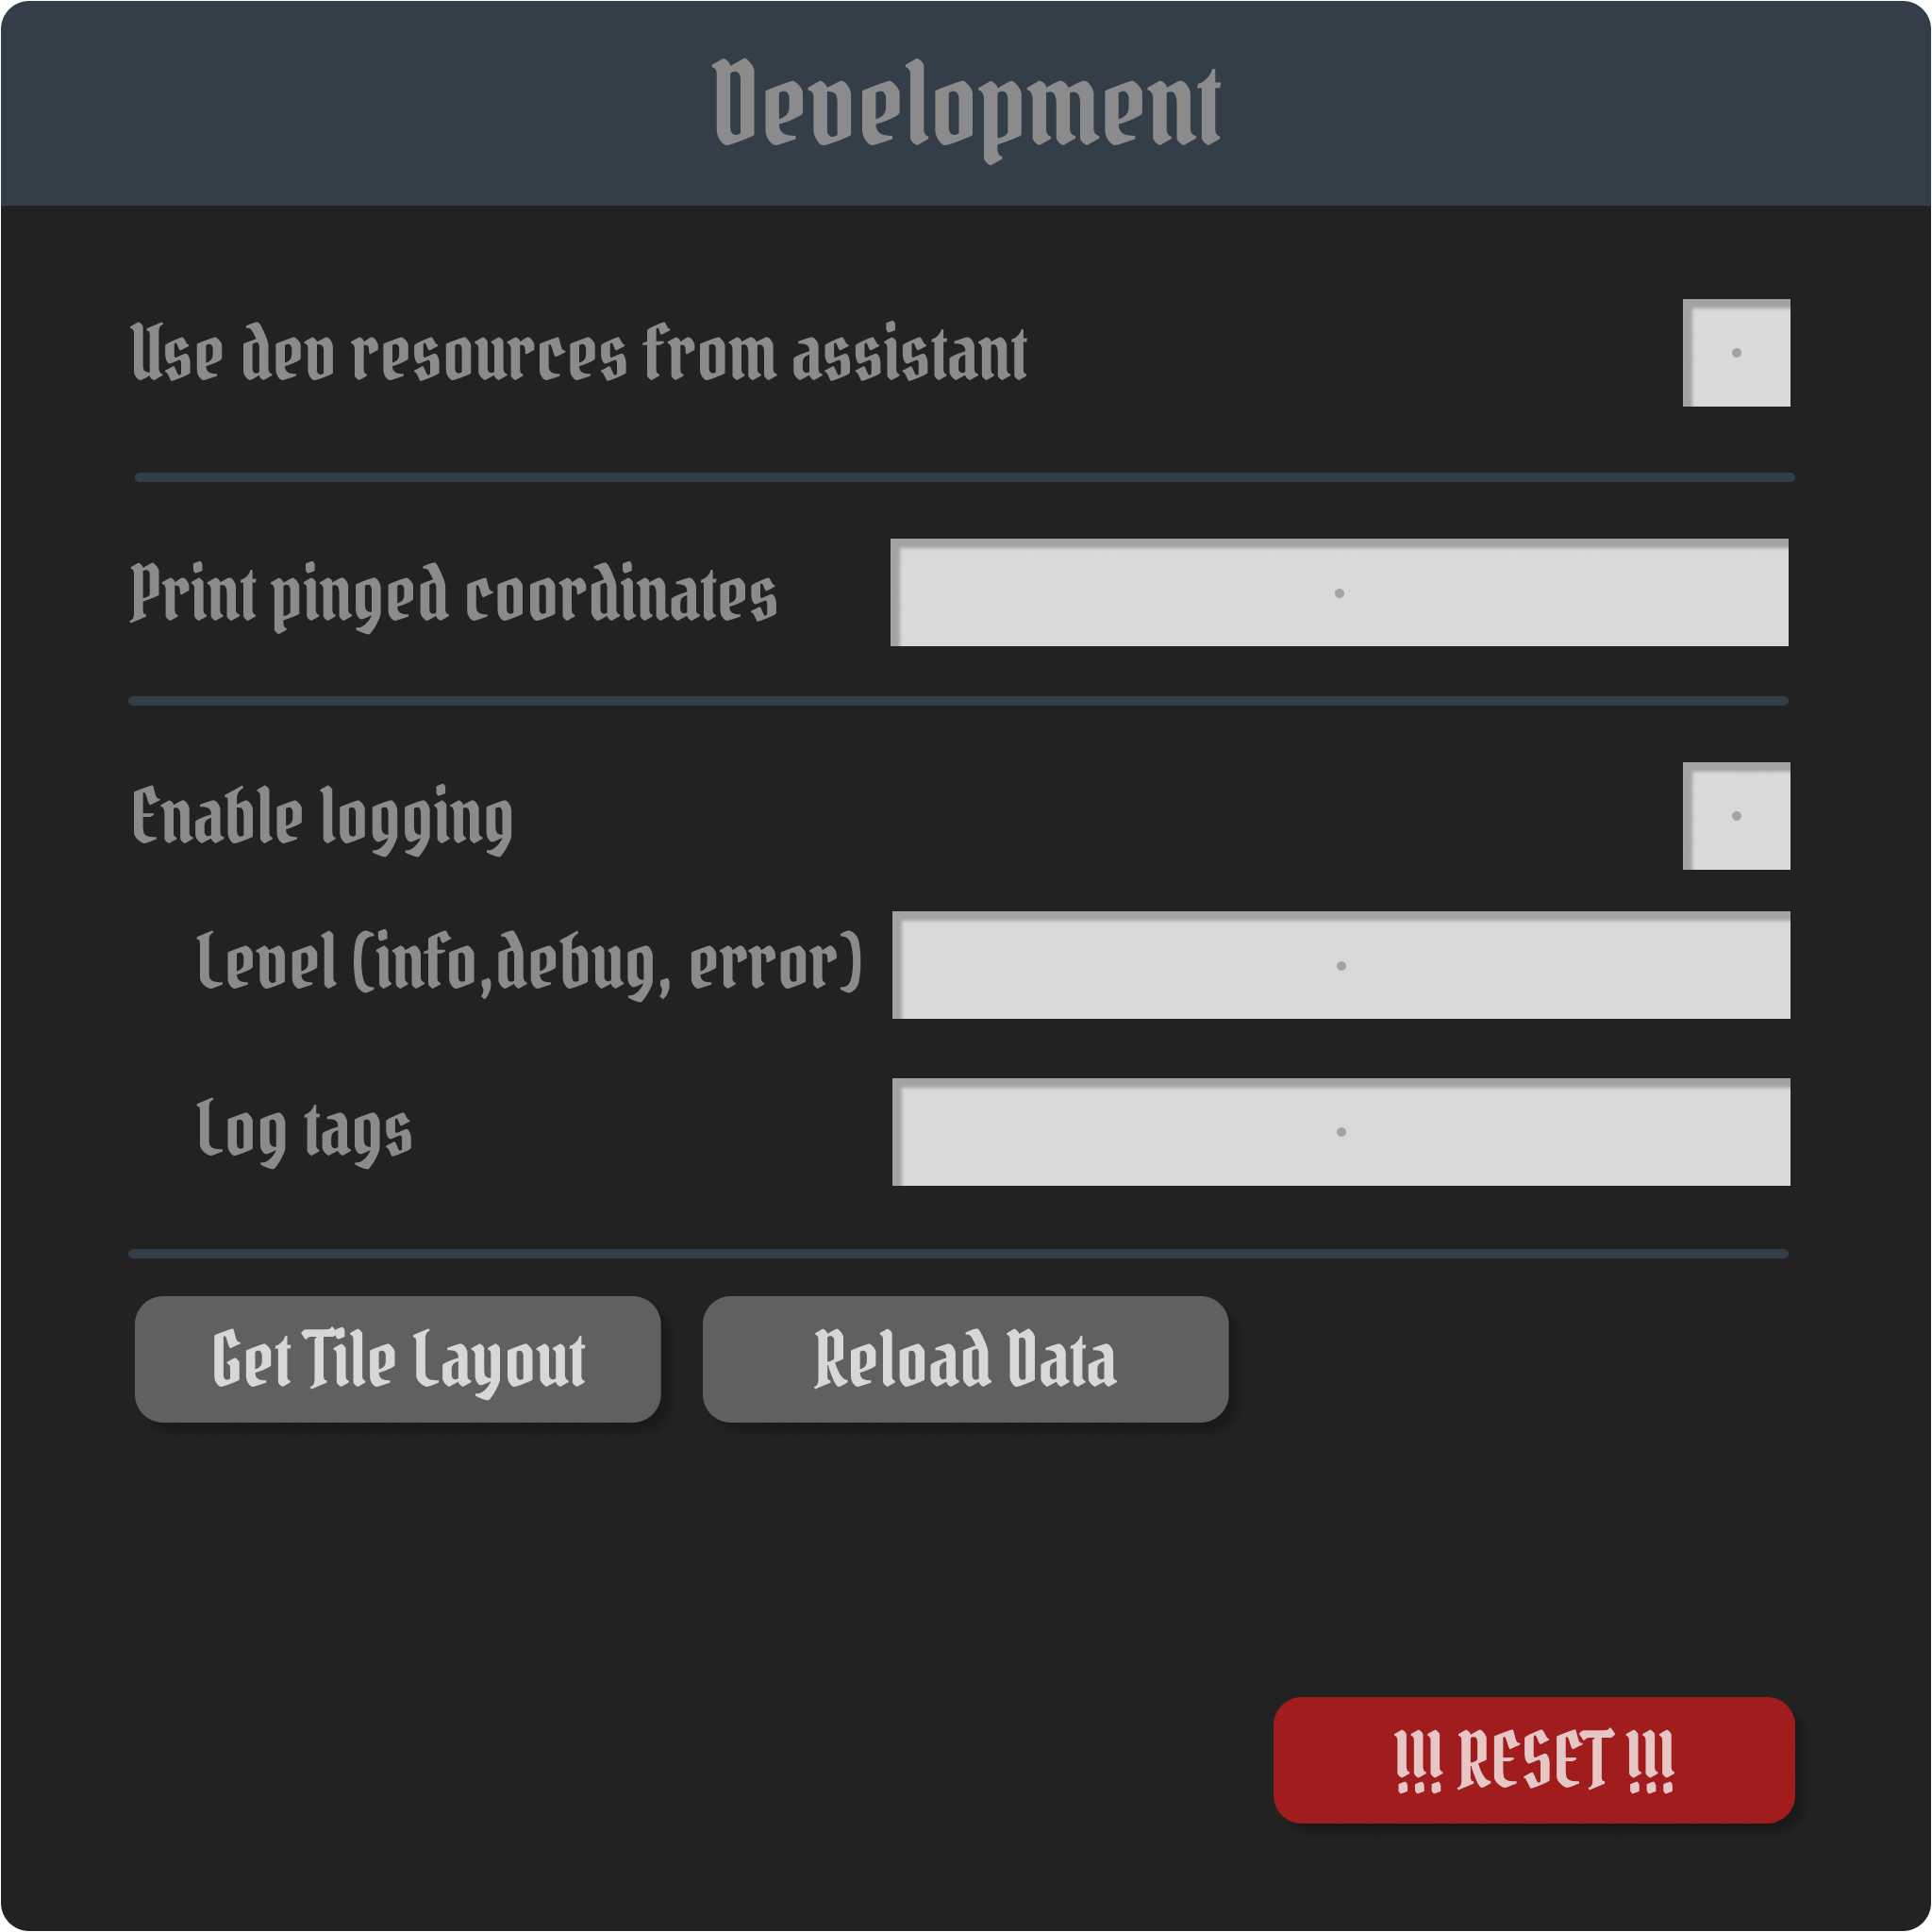 Development
Use dev resources from assistant
Print pinged coordinates
Enable logging
Level (info, debug, error)
Log tags
Get Tile Layout
Reload Data
!!! RESET !!!